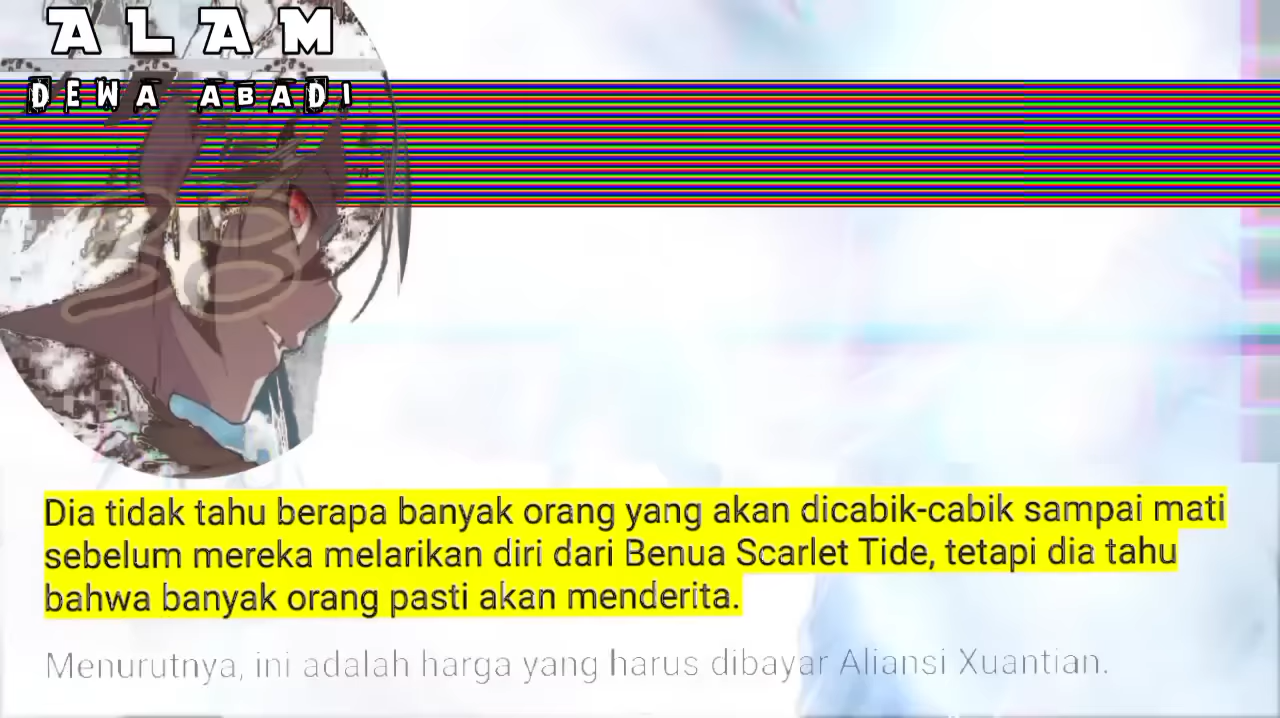 ALAM
DEWA ABADI
38
Dia tidak tahu berapa banyak orang yang akan dicabik-cabik sampai mati
sebelum mereka melarikan diri dari Benua Scarlet Tide, tetapi dia tahu
bahwa banyak orang pasti akan menderita.
Menurutnya, ini adalah harga yang harus dibayar Aliansi Xuantian.